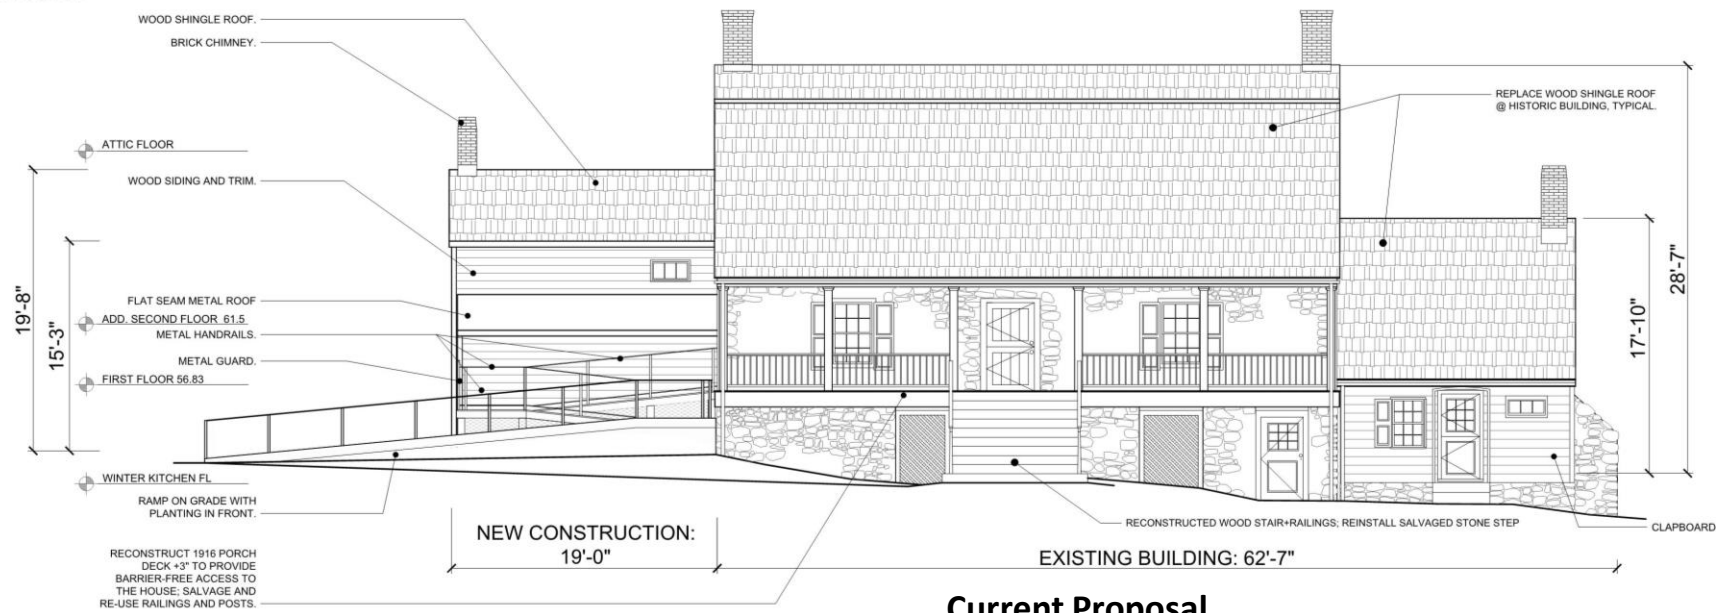 WOOD SHINGLE ROOF.
BRICK CHIMNEY.
REPLACE WOOD SHINGLE ROOF
@ HISTORIC BUILDING, TYPICAL.
ATTIC FLOOR
WOOD SIDING AND TRIM.
19'-8"
15'-3"
17'-10"
28'-7"
FLAT SEAM METAL ROOF
ADD. SECOND FLOOR 61.5
METAL HANDRAILS.
METAL GUARD.
FIRST FLOOR 56.83
WINTER KITCHEN FL
RAMP ON GRADE WITH
PLANTING IN FRONT.
RECONSTRUCT 1916 PORCH
DECK +3" TO PROVIDE
BARRIER-FREE ACCESS TO
THE HOUSE; SALVAGE AND
RE-USE RAILINGS AND POSTS.
NEW CONSTRUCTION:
19'-0"
RECONSTRUCTED WOOD STAIR+RAILINGS; REINSTALL SALVAGED STONE STEP
CLAPBOARD
EXISTING BUILDING: 62'-7"
Current Proposal